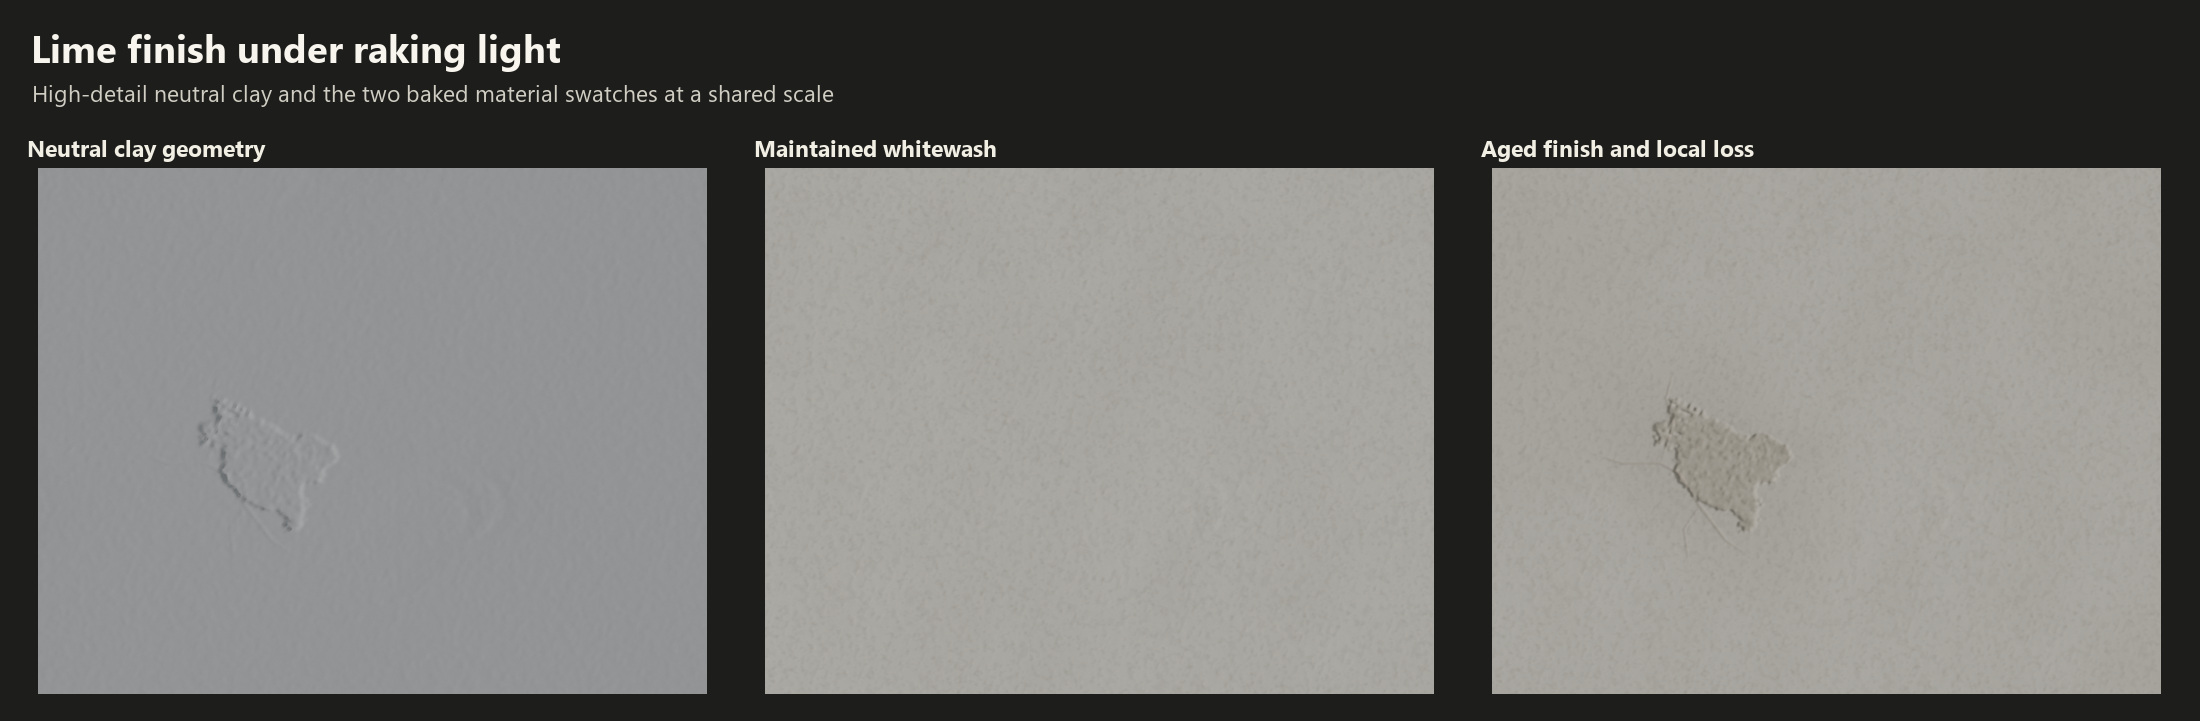 Lime finish under raking light
High-detail neutral clay and the two baked material swatches at a shared scale
Neutral clay geometry
Maintained whitewash
Aged finish and local loss